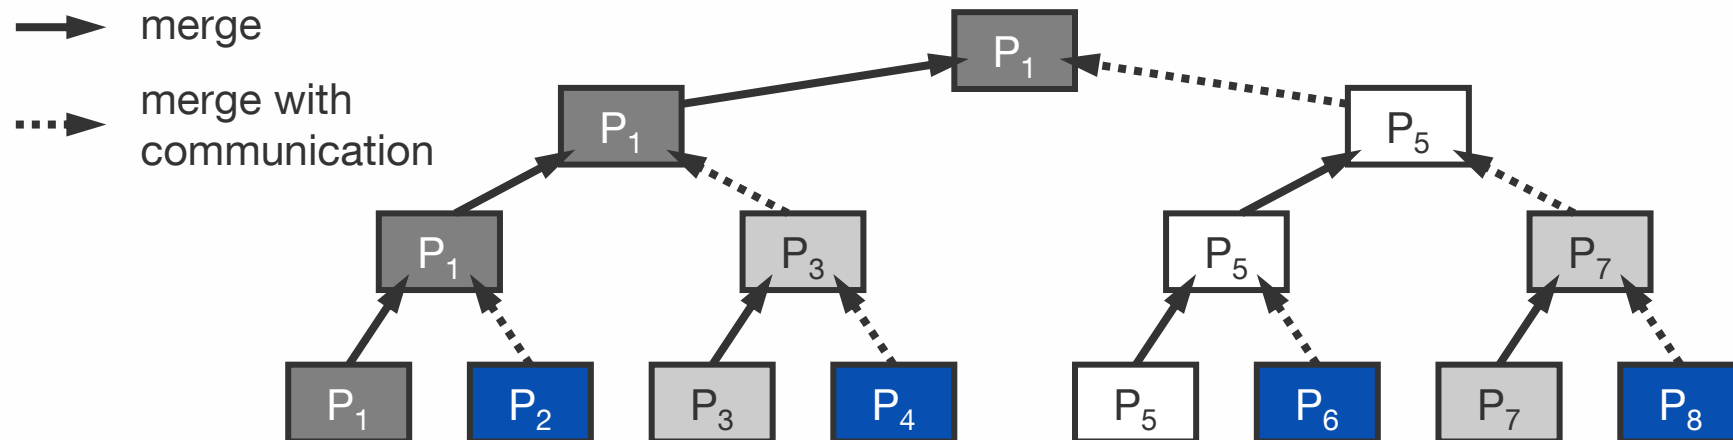 merge
merge with
communication
P₁
P₁
P₅
P₁
P₃
P₅
P₇
P₁
P₂
P₃
P₄
P₅
P₆
P₇
P₈